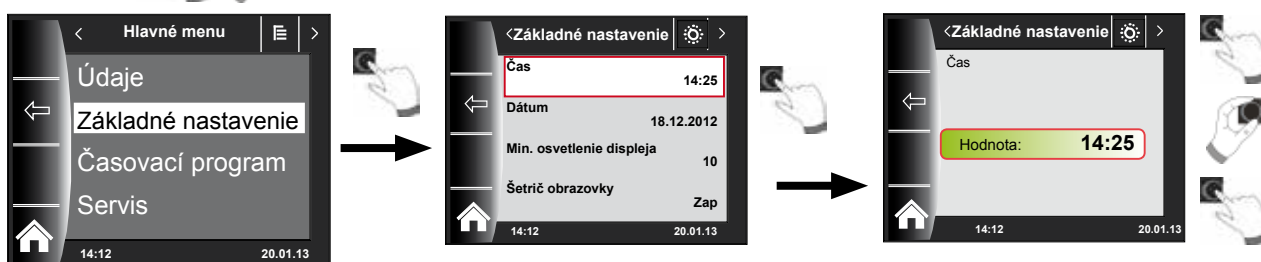 < Hlavné menu >
Údaje
Základné nastavenie
Časovací program
Servis
14:12 20.01.13
<Základné nastavenie >
Čas
14:25
Dátum
18.12.2012
Min. osvetlenie displeja
10
Šetrič obrazovky
Zap
14:12 20.01.13
<Základné nastavenie >
Čas
Hodnota: 14:25
14:12 20.01.13